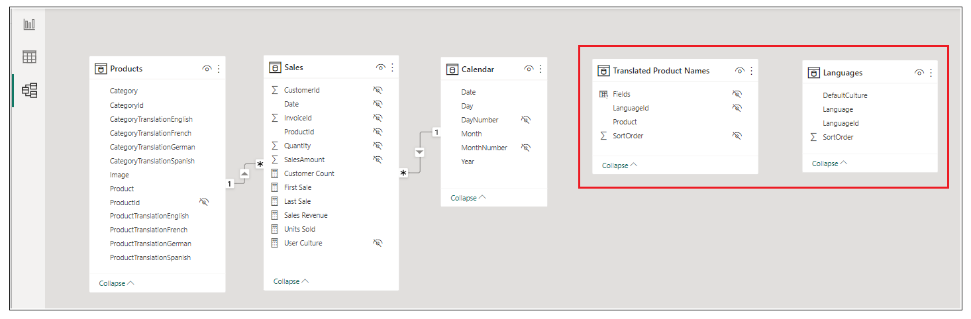 Products
Category
CategoryId
CategoryTranslationEnglish
CategoryTranslationFrench
CategoryTranslationGerman
CategoryTranslationSpanish
Image
Product
ProductId
ProductTranslationEnglish
ProductTranslationFrench
ProductTranslationGerman
ProductTranslationSpanish
Collapse
1
*
Sales
CustomerId
Date
InvoiceId
ProductId
Quantity
SalesAmount
Customer Count
First Sale
Last Sale
Sales Revenue
Units Sold
User Culture
Collapse
*
1
Calendar
Date
Day
DayNumber
Month
MonthNumber
Year
Collapse
Translated Product Names
Fields
LanguageId
Product
SortOrder
Collapse
Languages
DefaultCulture
Language
LanguageId
SortOrder
Collapse